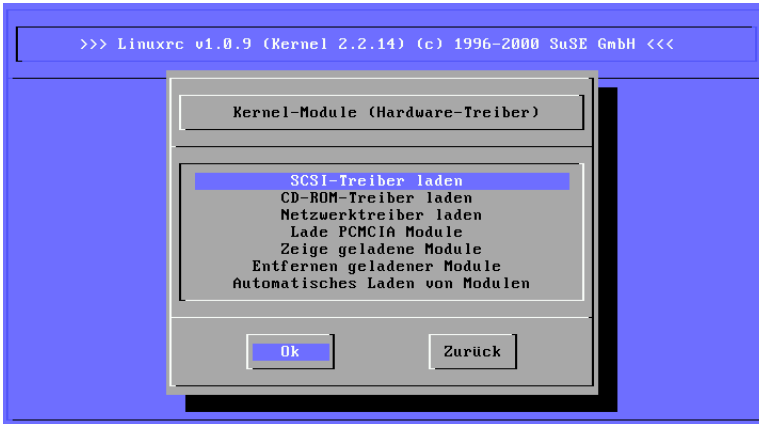 >>> Linuxrc v1.0.9 (Kernel 2.2.14) (c) 1996-2000 SuSE GmbH <<<
Kernel-Module (Hardware-Treiber)
SCSI-Treiber laden
CD-ROM-Treiber laden
Netzwerktreiber laden
Lade PCMCIA Module
Zeige geladene Module
Entfernen geladener Module
Automatisches Laden von Modulen
Ok
Zurück